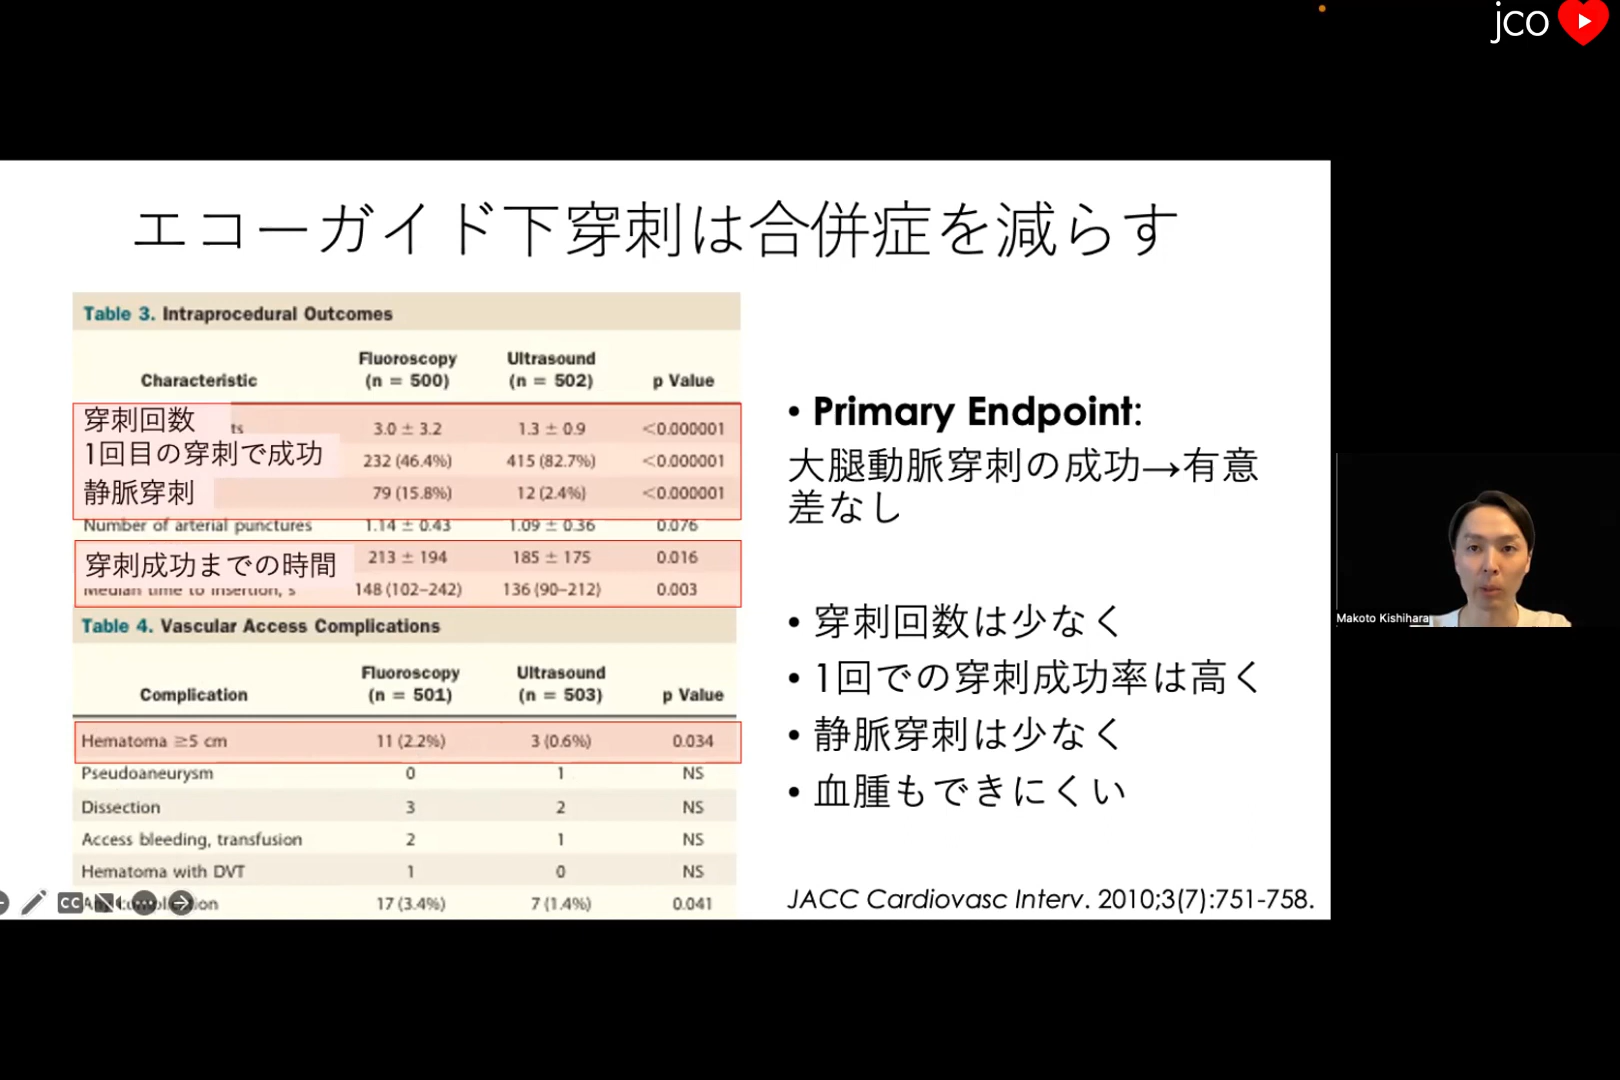 jco
エコーガイド下穿刺は合併症を減らす
Table 3. Intraprocedural Outcomes
Characteristic Fluoroscopy (n = 500) Ultrasound (n = 502) p Value
穿刺回数 ts 3.0 ± 3.2 1.3 ± 0.9 <0.000001
1回目の穿刺で成功 232 (46.4%) 415 (82.7%) <0.000001
静脈穿刺 79 (15.8%) 12 (2.4%) <0.000001
Number of arterial punctures 1.14 ± 0.43 1.09 ± 0.36 0.076
穿刺成功までの時間 213 ± 194 185 ± 175 0.016
Median time to insertion, s 148 (102–242) 136 (90–212) 0.003
Table 4. Vascular Access Complications
Complication Fluoroscopy (n = 501) Ultrasound (n = 503) p Value
Hematoma ≥5 cm 11 (2.2%) 3 (0.6%) 0.034
Pseudoaneurysm 0 1 NS
Dissection 3 2 NS
Access bleeding, transfusion 2 1 NS
Hematoma with DVT 1 0 NS
17 (3.4%) 7 (1.4%) 0.041
CC
• Primary Endpoint:
大腿動脈穿刺の成功→有意
差なし
• 穿刺回数は少なく
• 1回での穿刺成功率は高く
• 静脈穿刺は少なく
• 血腫もできにくい
JACC Cardiovasc Interv. 2010;3(7):751-758.
Makoto Kishihara